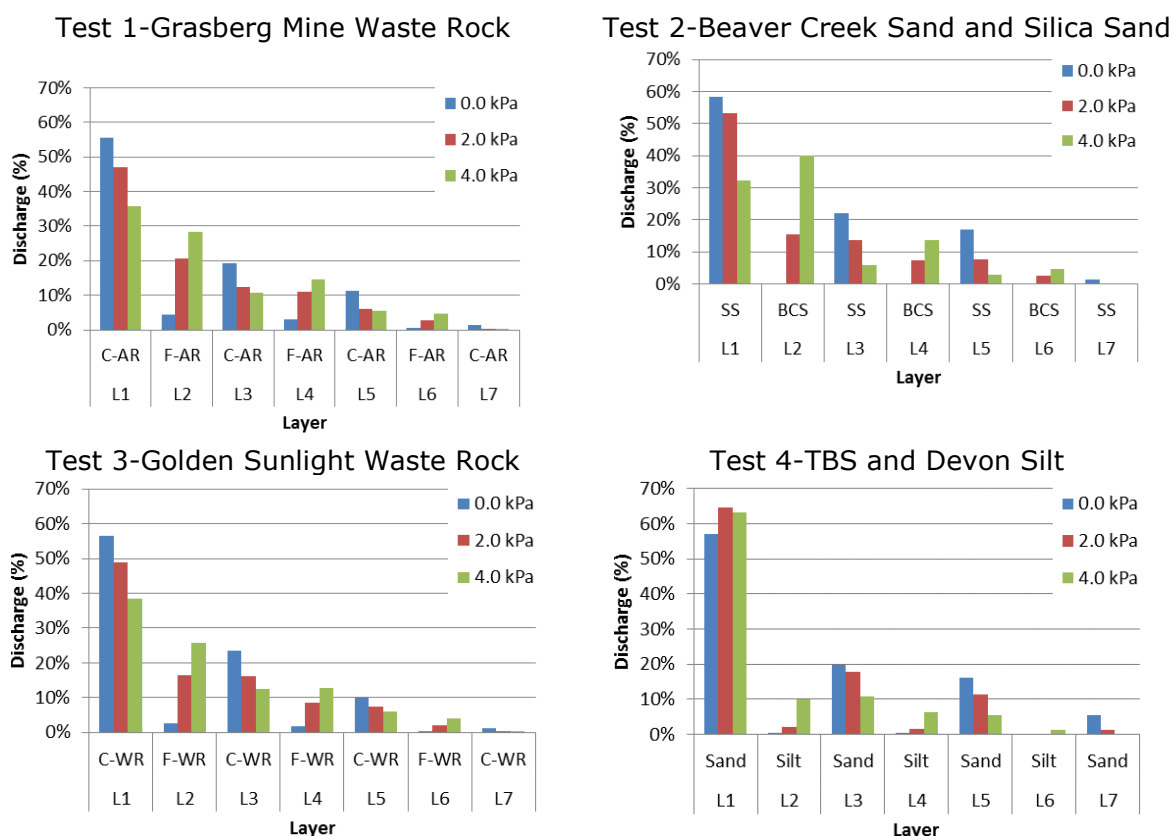 Test 1-Grasberg Mine Waste Rock
70%
60%
50%
40%
30%
20%
10%
0%
Discharge (%)
0.0 kPa
2.0 kPa
4.0 kPa
C-AR F-AR C-AR F-AR C-AR F-AR C-AR
L1 L2 L3 L4 L5 L6 L7
Layer
Test 2-Beaver Creek Sand and Silica Sand
70%
60%
50%
40%
30%
20%
10%
0%
Discharge (%)
0.0 kPa
2.0 kPa
4.0 kPa
SS BCS SS BCS SS BCS SS
L1 L2 L3 L4 L5 L6 L7
Layer
Test 3-Golden Sunlight Waste Rock
70%
60%
50%
40%
30%
20%
10%
0%
Discharge (%)
0.0 kPa
2.0 kPa
4.0 kPa
C-WR F-WR C-WR F-WR C-WR F-WR C-WR
L1 L2 L3 L4 L5 L6 L7
Layer
Test 4-TBS and Devon Silt
70%
60%
50%
40%
30%
20%
10%
0%
Discharge (%)
0.0 kPa
2.0 kPa
4.0 kPa
Sand Silt Sand Silt Sand Silt Sand
L1 L2 L3 L4 L5 L6 L7
Layer